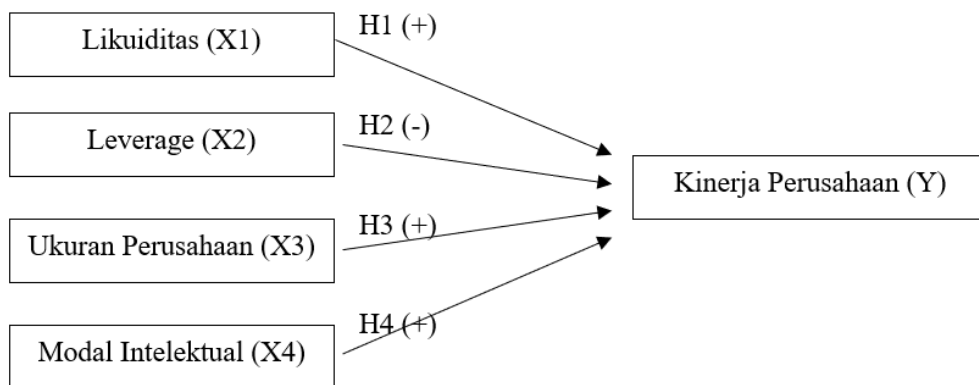 Likuiditas (X1)
H1 (+)
Leverage (X2)
H2 (-)
Kinerja Perusahaan (Y)
Ukuran Perusahaan (X3)
H3 (+)
Modal Intelektual (X4)
H4 (+)